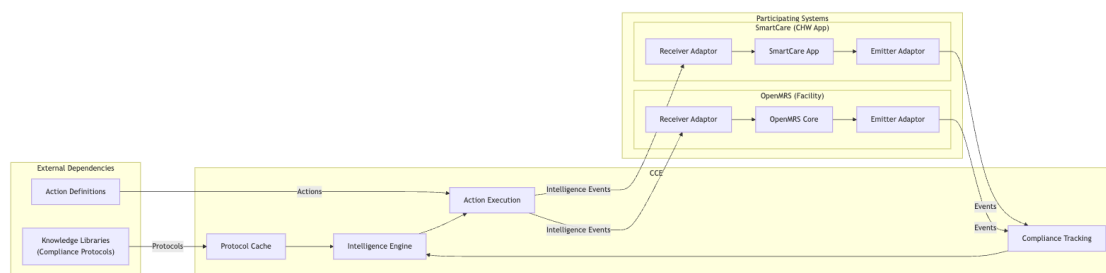 Participating Systems
SmartCare (CHW App)
Receiver Adaptor
SmartCare App
Emitter Adaptor
OpenMRS (Facility)
Receiver Adaptor
OpenMRS Core
Emitter Adaptor
External Dependencies
Action Definitions
Knowledge Libraries
(Compliance Protocols)
Actions
Protocols
CCE
Action Execution
Protocol Cache
Intelligence Engine
Intelligence Events
Intelligence Events
Events
Events
Compliance Tracking